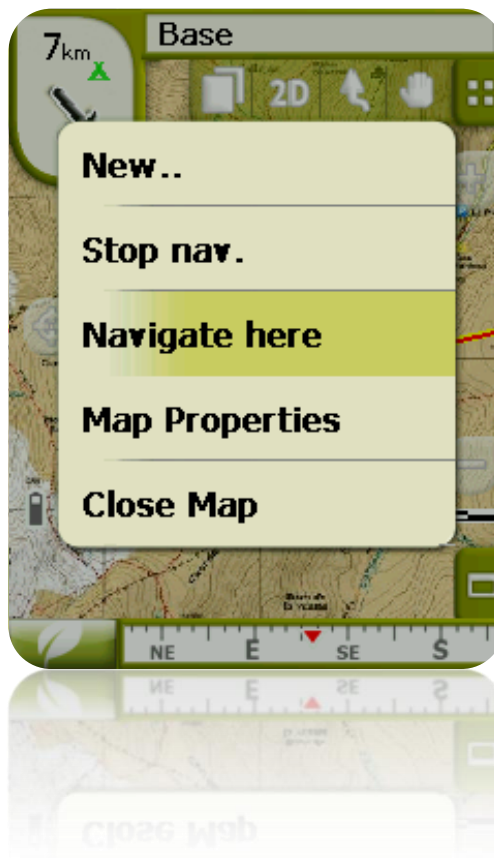 Base
7km
2D
New..
Stop nav.
Navigate here
Map Properties
Close Map
NE E SE S